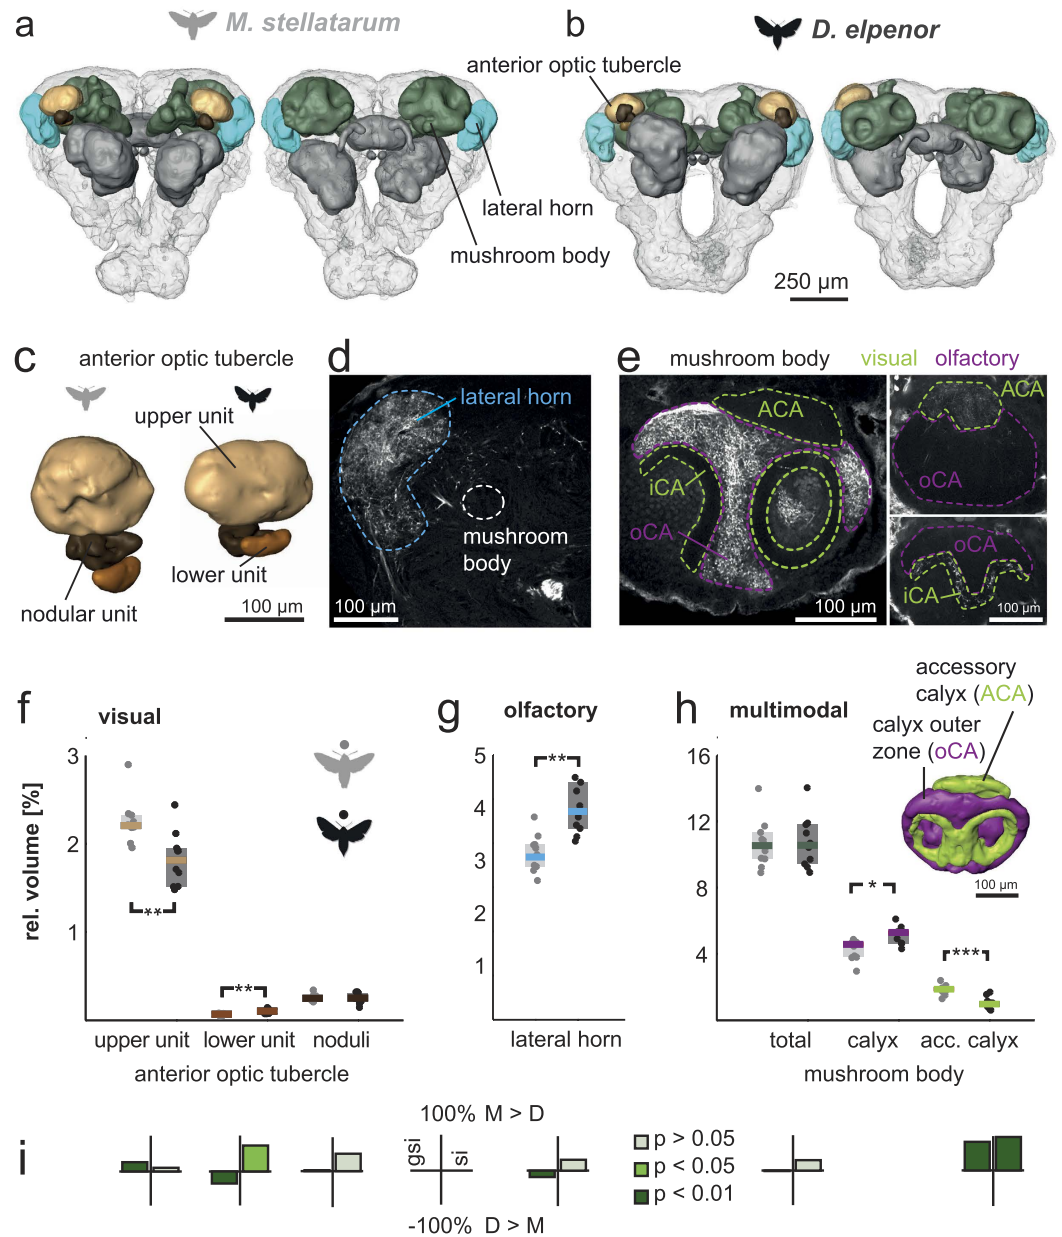 a
M. stellatarum
b
D. elpenor
anterior optic tubercle
lateral horn
mushroom body
250 µm
c
anterior optic tubercle
upper unit
lower unit
nodular unit
100 µm
d
lateral horn
mushroom
body
100 µm
e
mushroom body
visual
olfactory
ACA
iCA
oCA
100 µm
ACA
oCA
oCA
iCA
100 µm
f
visual
rel. volume [%]
3
2
1
**
**
upper unit
lower unit
noduli
anterior optic tubercle
g
olfactory
5
4
3
2
1
**
lateral horn
h
multimodal
accessory
calyx (ACA)
calyx outer
zone (oCA)
100 µm
16
12
8
4
*
***
total
calyx
acc. calyx
mushroom body
i
100% M > D
gsi
si
-100% D > M
p > 0.05
p < 0.05
p < 0.01